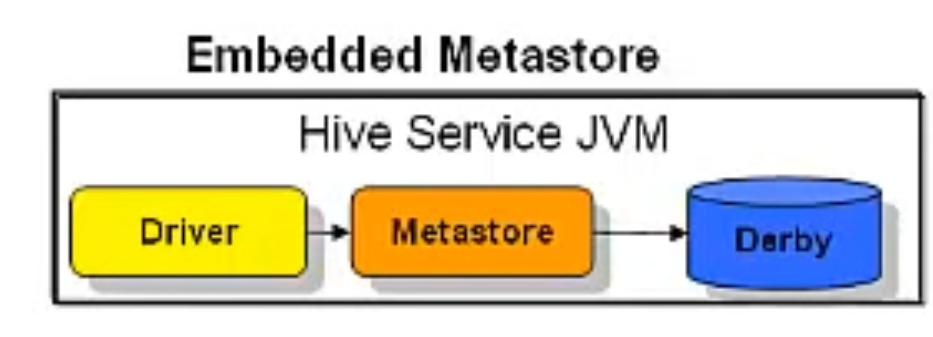 Embedded Metastore
Hive Service JVM
Driver
Metastore
Derby